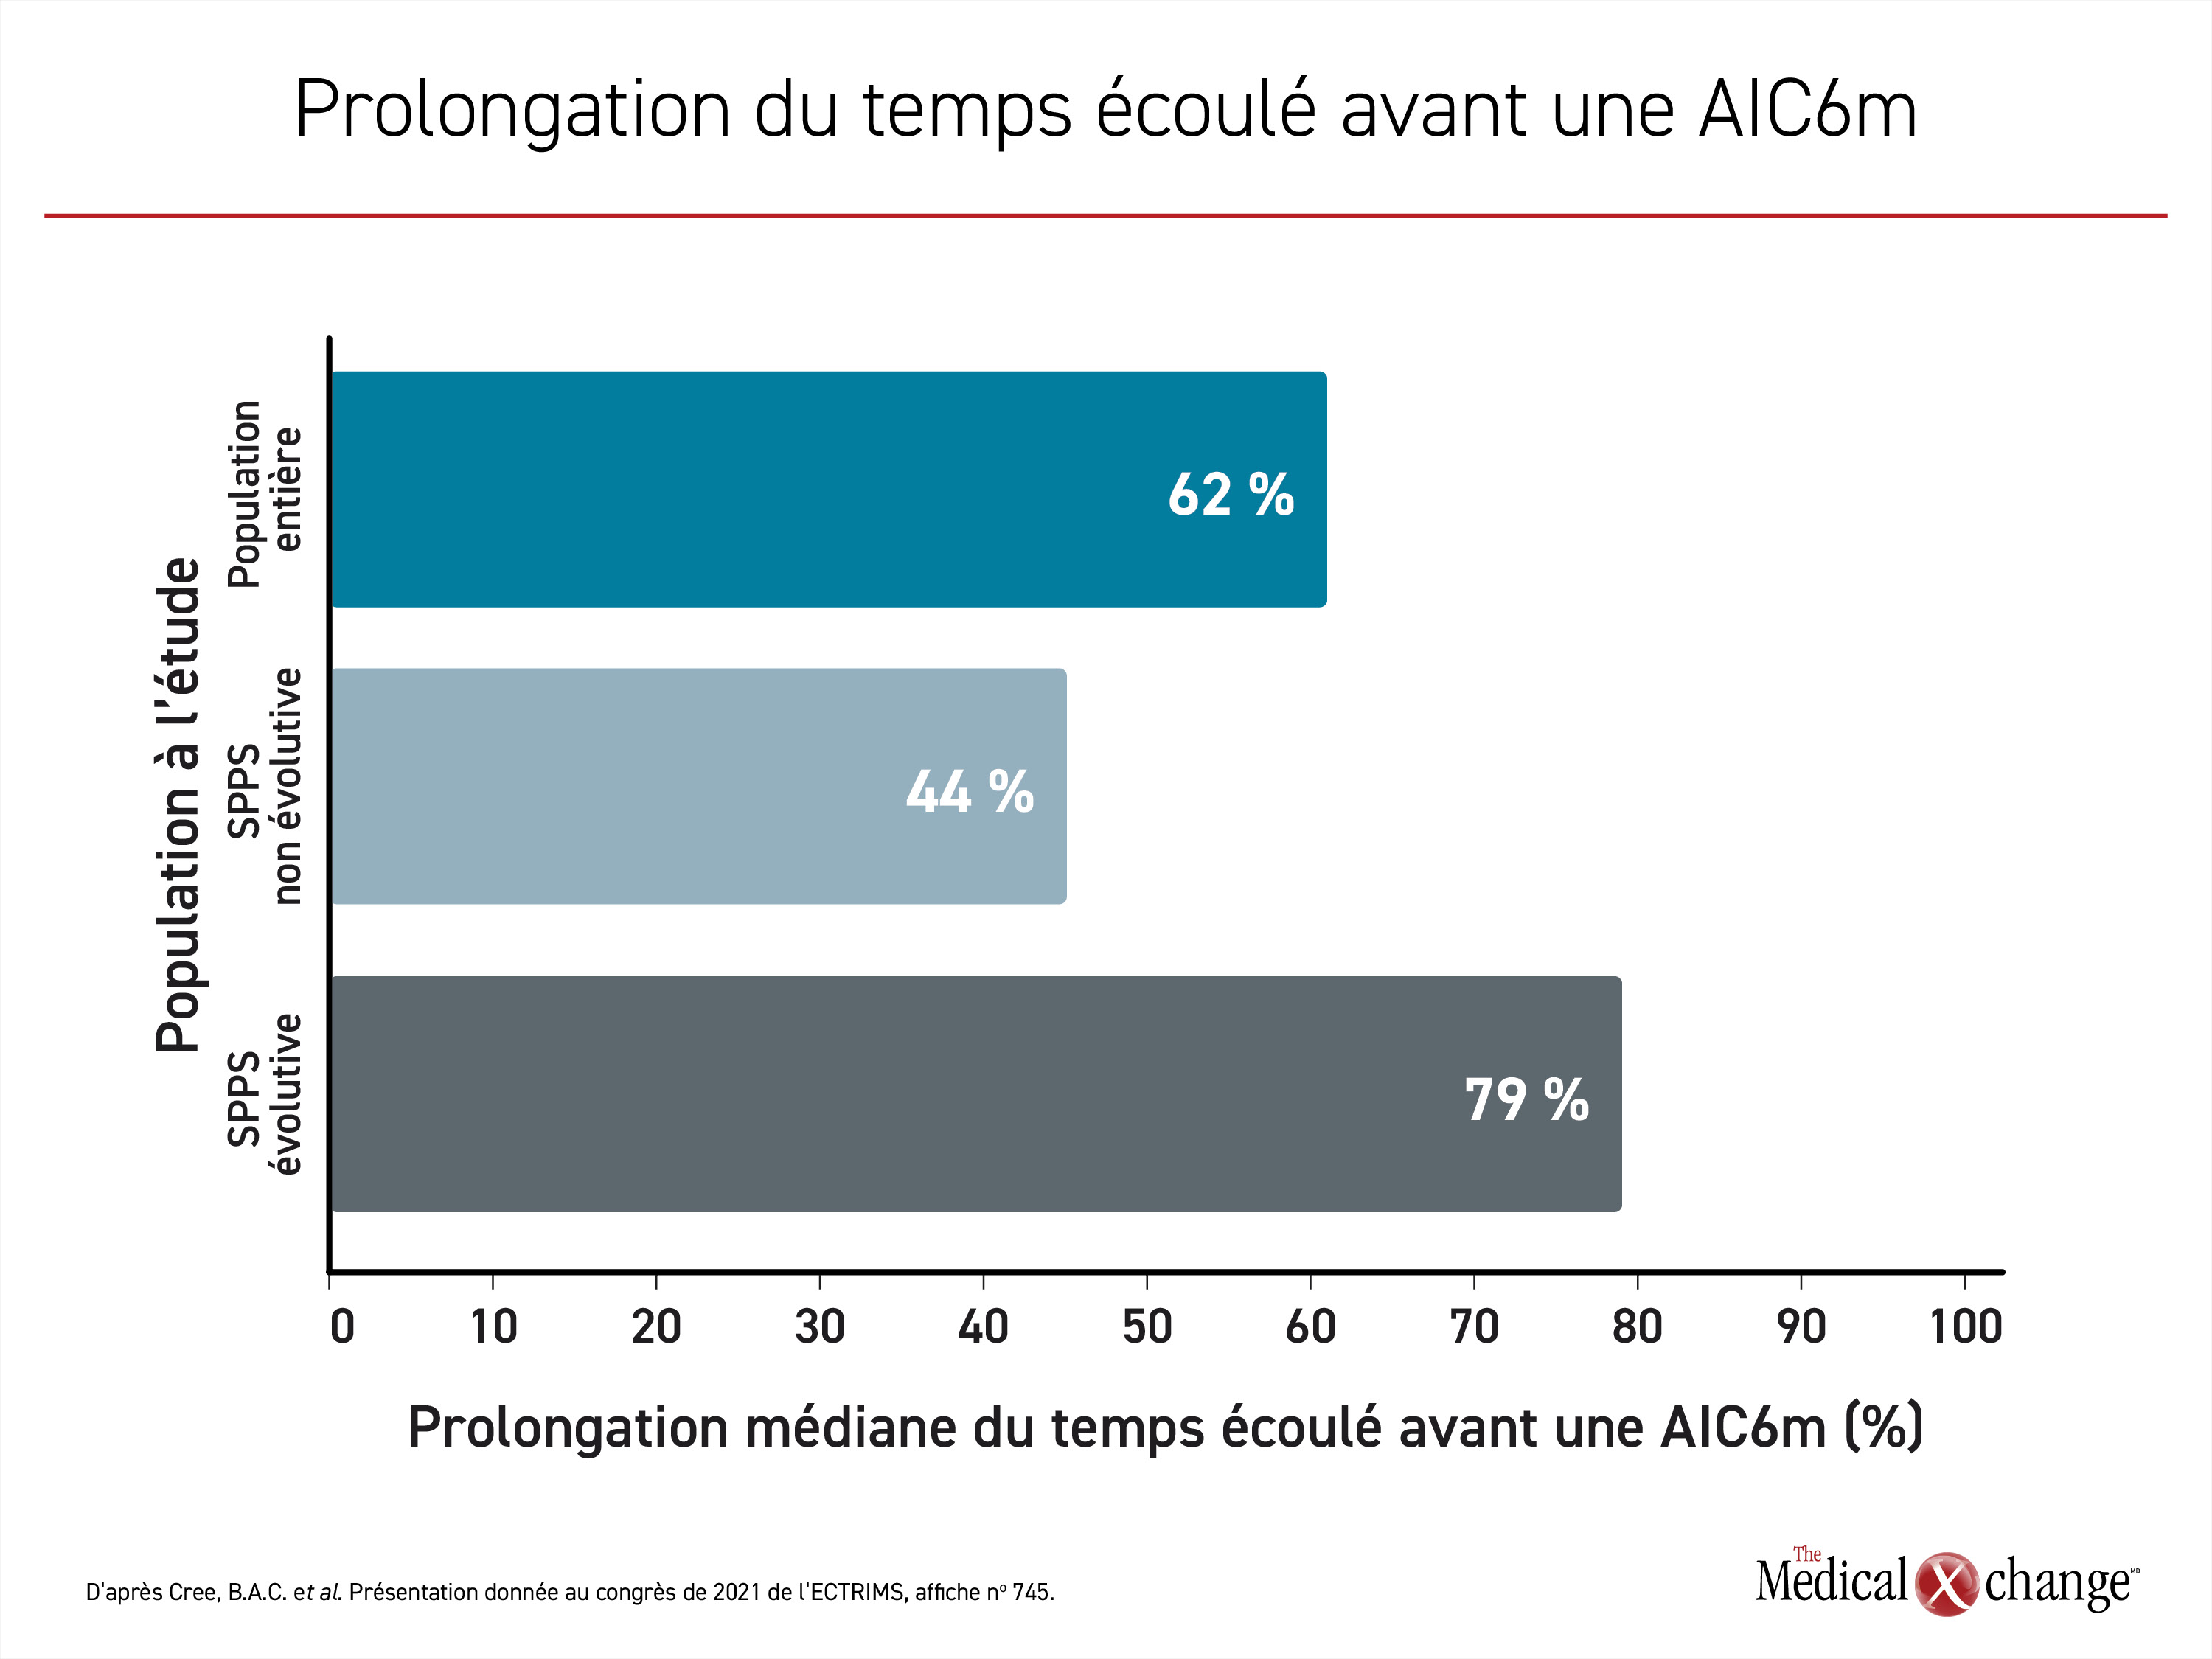 Prolongation du temps écoulé avant une AIC6m
Population à l’étude
Population
entière
62 %
SPPS
non évolutive
44 %
SPPS
évolutive
79 %
0 10 20 30 40 50 60 70 80 90 100
Prolongation médiane du temps écoulé avant une AIC6m (%)
D’après Cree, B.A.C. et al. Présentation donnée au congrès de 2021 de l’ECTRIMS, affiche nº 745.
The
Medical Xchange MD